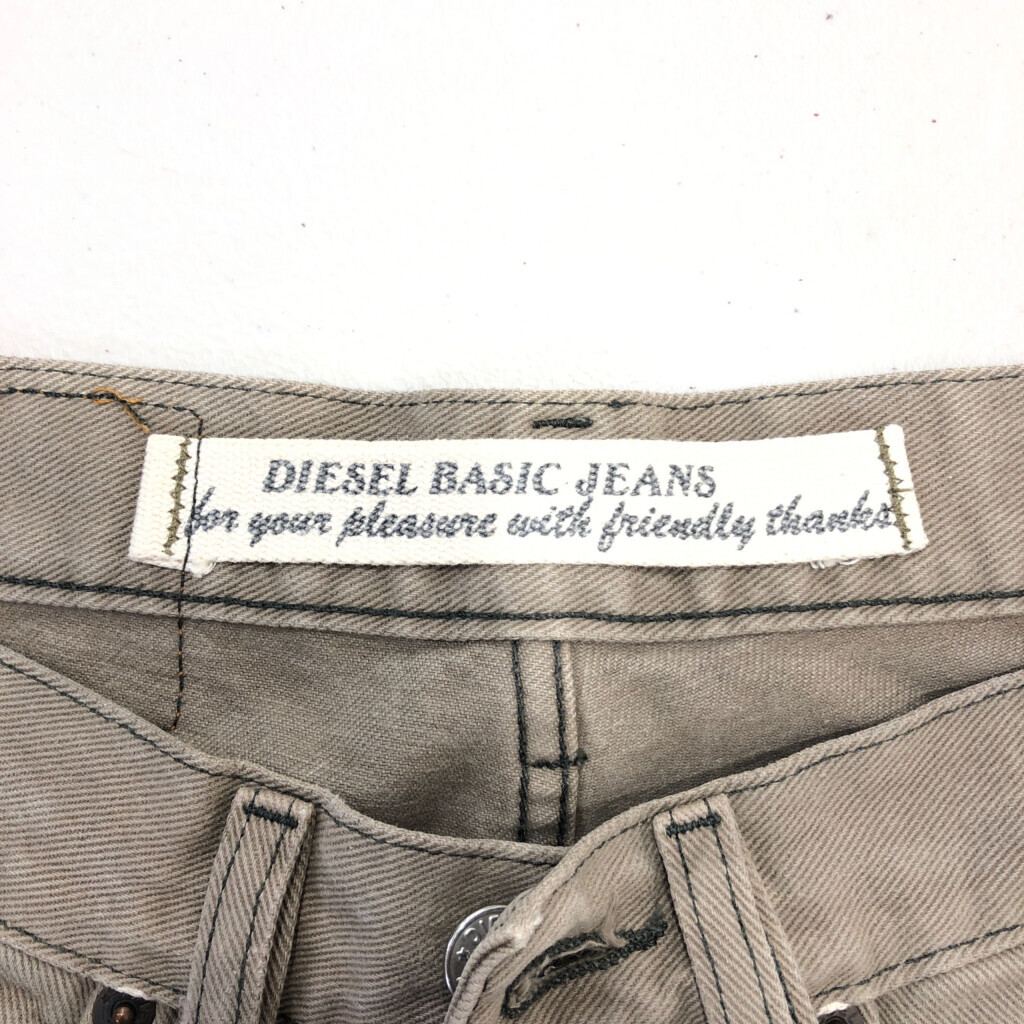 DIESEL BASIC JEANS
for your pleasure with friendly thanks